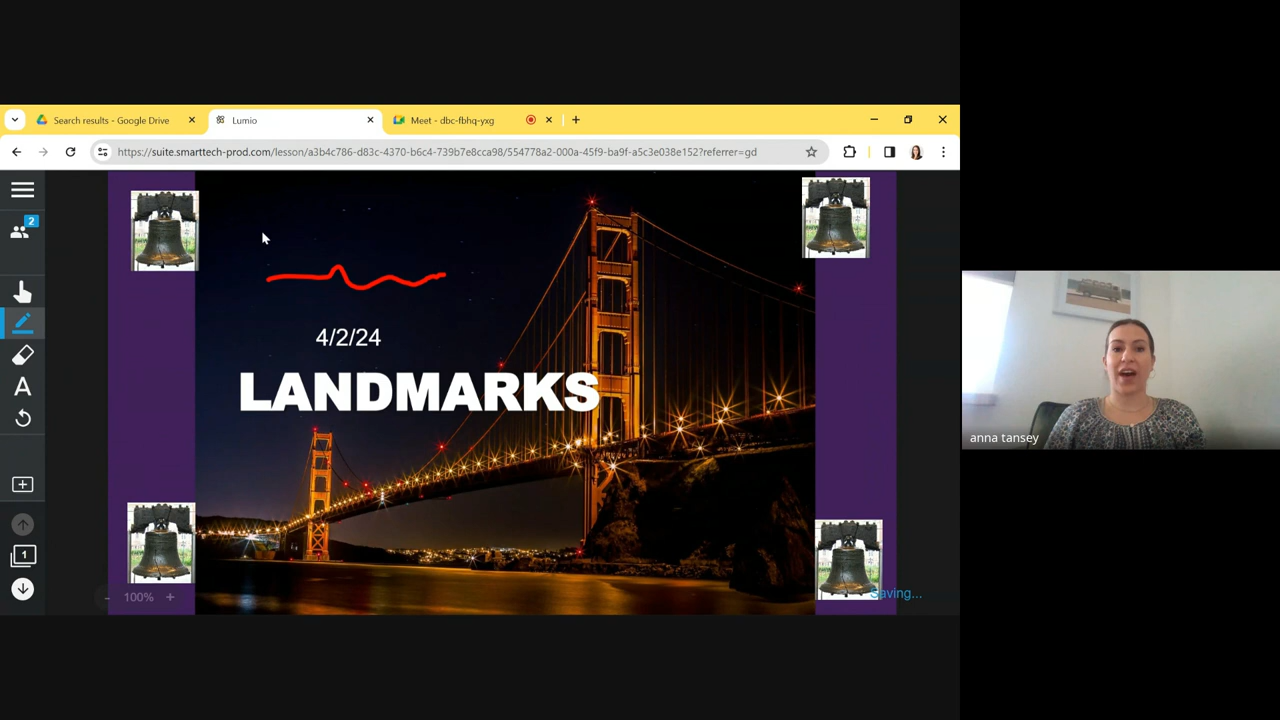 Search results - Google Drive
Lumio
Meet - dbc-fbhq-yxg
https://suite.smarttech-prod.com/lesson/a3b4c786-d83c-4370-b6c4-739b7e8cca98/554778a2-000a-45f9-ba9f-a5c3e038e152?referrer=gd
2
4/2/24
LANDMARKS
A
anna tansey
1
- 100% +
Saving...